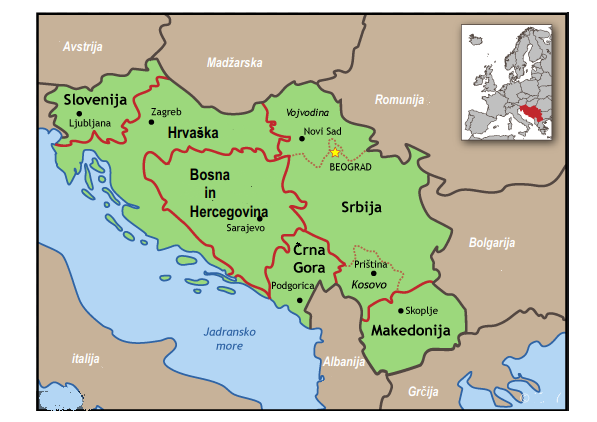 Avstrija
Madžarska
Romunija
Slovenija
Ljubljana
Zagreb
Hrvaška
Vojvodina
Novi Sad
BEOGRAD
Bosna
in
Hercegovina
Sarajevo
Srbija
Črna
Gora
Podgorica
Priština
Kosovo
Bolgarija
Skoplje
Makedonija
Jadransko
more
italija
Albanija
Grčija
©